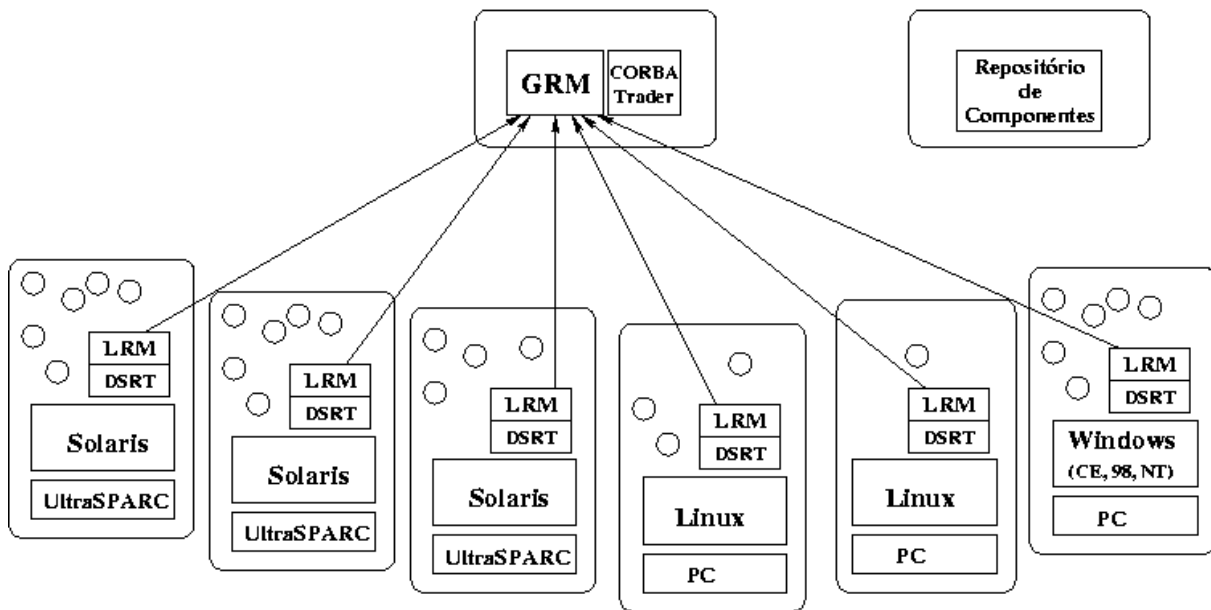 GRM
CORBA
Trader
Repositório
de
Componentes
LRM
DSRT
Solaris
UltraSPARC
LRM
DSRT
Solaris
UltraSPARC
LRM
DSRT
Solaris
UltraSPARC
LRM
DSRT
Linux
PC
LRM
DSRT
Linux
PC
LRM
DSRT
Windows
(CE, 98, NT)
PC